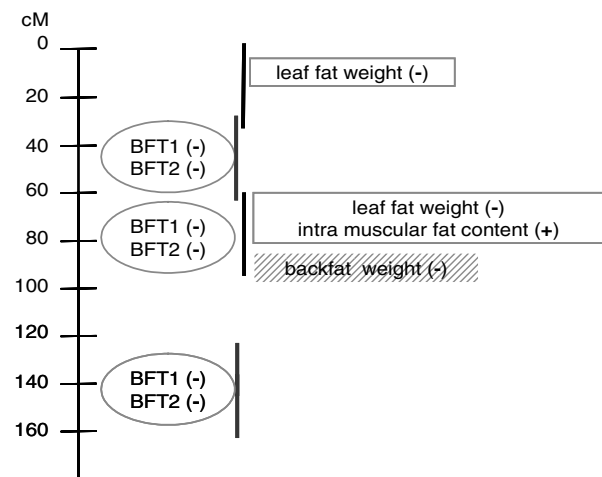 cM
0
leaf fat weight (-)
20
40
BFT1 (-)
BFT2 (-)
60
leaf fat weight (-)
intra muscular fat content (+)
BFT1 (-)
BFT2 (-)
80
backfat weight (-)
100
120
140
BFT1 (-)
BFT2 (-)
160